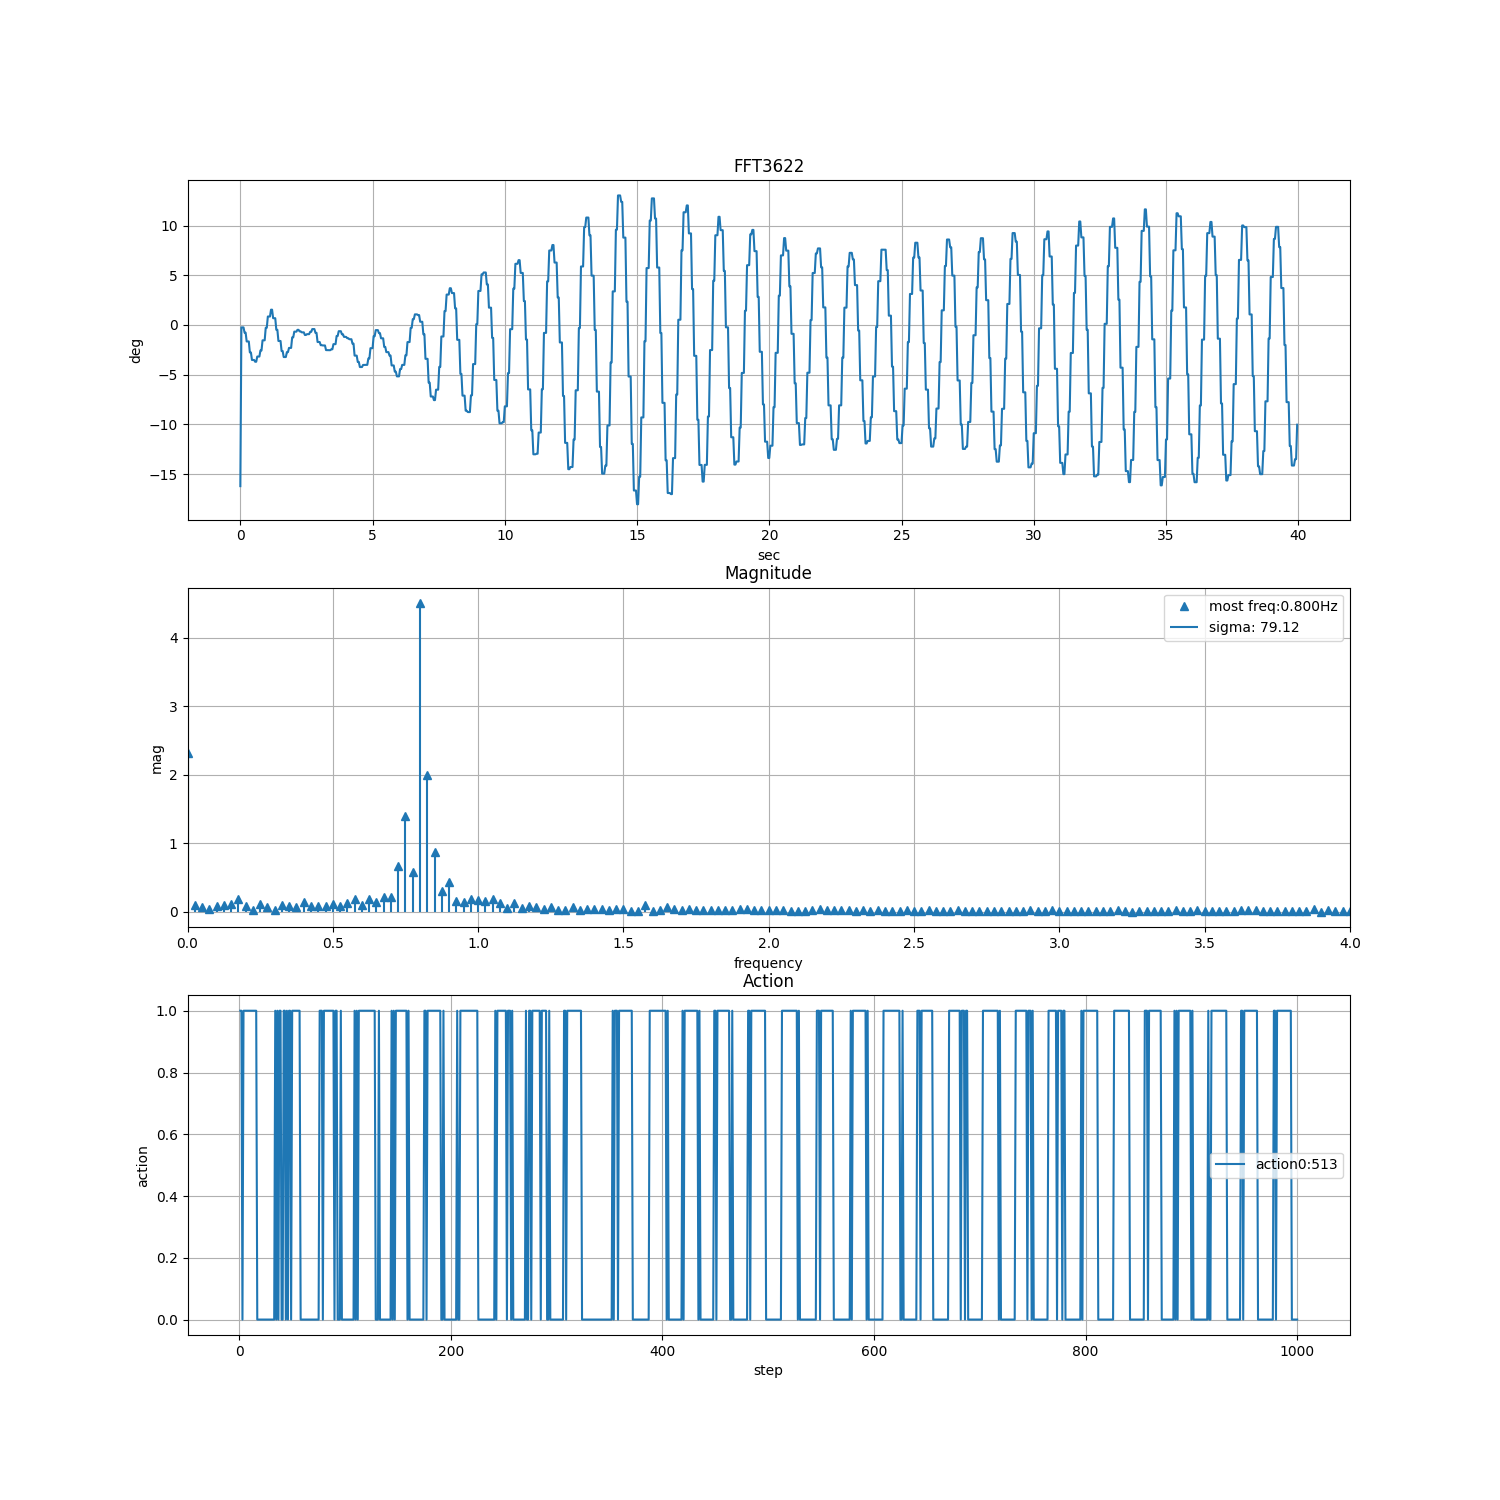 FFT3622
10
5
0
−5
−10
−15
deg
0 5 10 15 20 25 30 35 40
sec
Magnitude
most freq:0.800Hz
sigma: 79.12
4
3
2
1
0
mag
0.0 0.5 1.0 1.5 2.0 2.5 3.0 3.5 4.0
frequency
Action
1.0
0.8
0.6
0.4
0.2
0.0
action
action0:513
0 200 400 600 800 1000
step